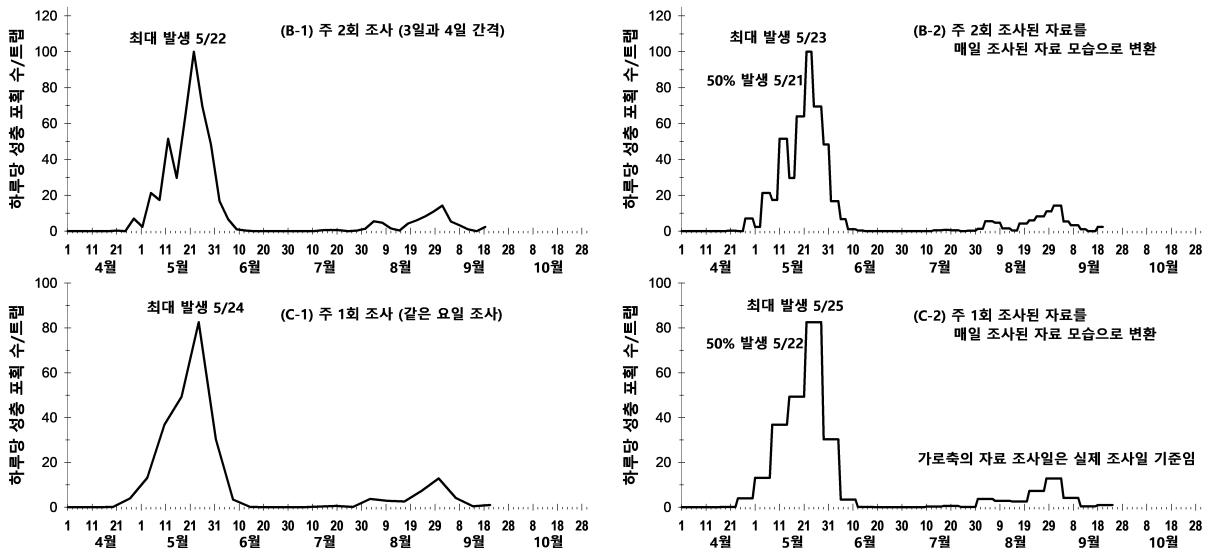 (B-1) 주 2회 조사 (3일과 4일 간격)
최대 발생 5/22
하루당 성충 포획 수/트랩
120
100
80
60
40
20
0
1 11 21 1 11 21 31 10 20 30 10 20 30 9 19 29 8 18 28 8 18 28
4월 5월 6월 7월 8월 9월 10월
(B-2) 주 2회 조사된 자료를
매일 조사된 자료 모습으로 변환
최대 발생 5/23
50% 발생 5/21
하루당 성충 포획 수/트랩
120
100
80
60
40
20
0
1 11 21 1 11 21 31 10 20 30 10 20 30 9 19 29 8 18 28 8 18 28
4월 5월 6월 7월 8월 9월 10월
(C-1) 주 1회 조사 (같은 요일 조사)
최대 발생 5/24
하루당 성충 포획 수/트랩
100
80
60
40
20
0
1 11 21 1 11 21 31 10 20 30 10 20 30 9 19 29 8 18 28 8 18 28
4월 5월 6월 7월 8월 9월 10월
(C-2) 주 1회 조사된 자료를
매일 조사된 자료 모습으로 변환
최대 발생 5/25
50% 발생 5/22
가로축의 자료 조사일은 실제 조사일 기준임
하루당 성충 포획 수/트랩
100
80
60
40
20
0
1 11 21 1 11 21 31 10 20 30 10 20 30 9 19 29 8 18 28 8 18 28
4월 5월 6월 7월 8월 9월 10월